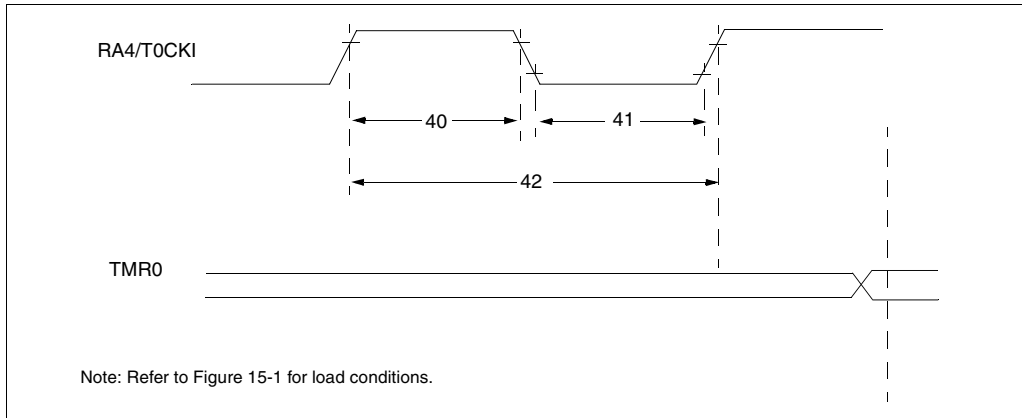 RA4/T0CKI
40
41
42
TMR0
Note: Refer to Figure 15-1 for load conditions.